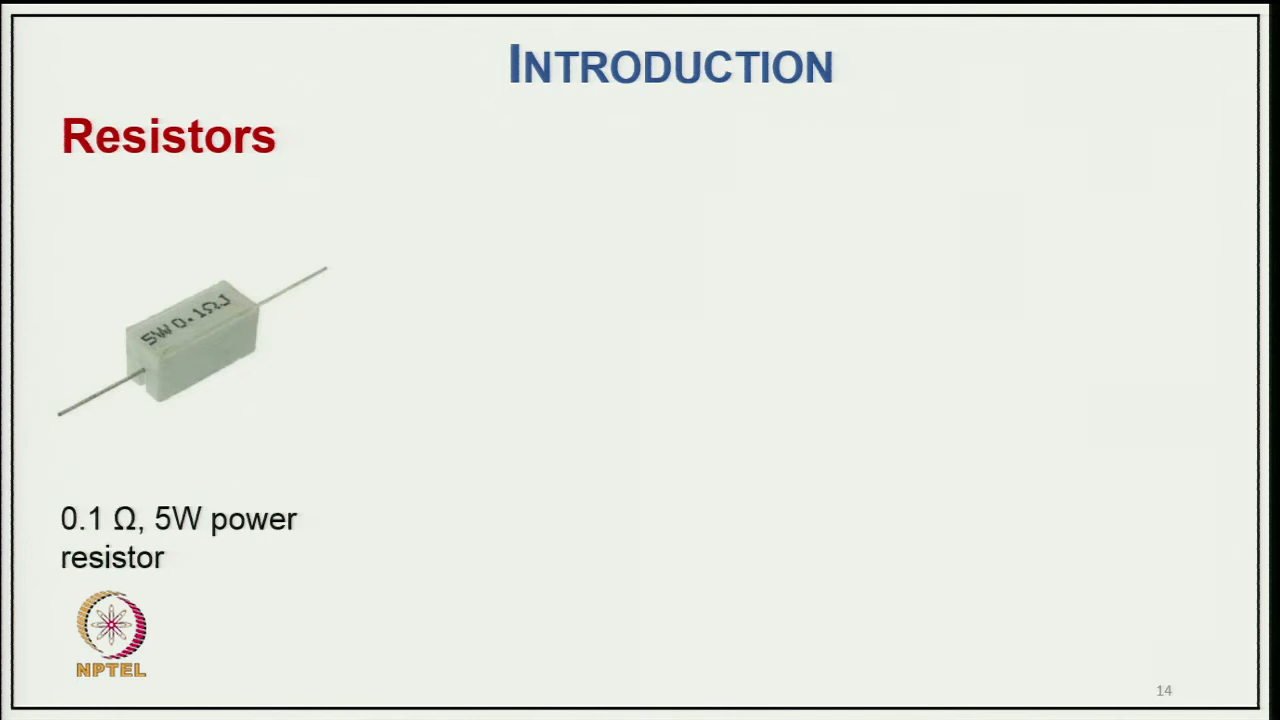 INTRODUCTION
Resistors
5W 0.1ΩJ
0.1 Ω, 5W power
resistor
NPTEL
14